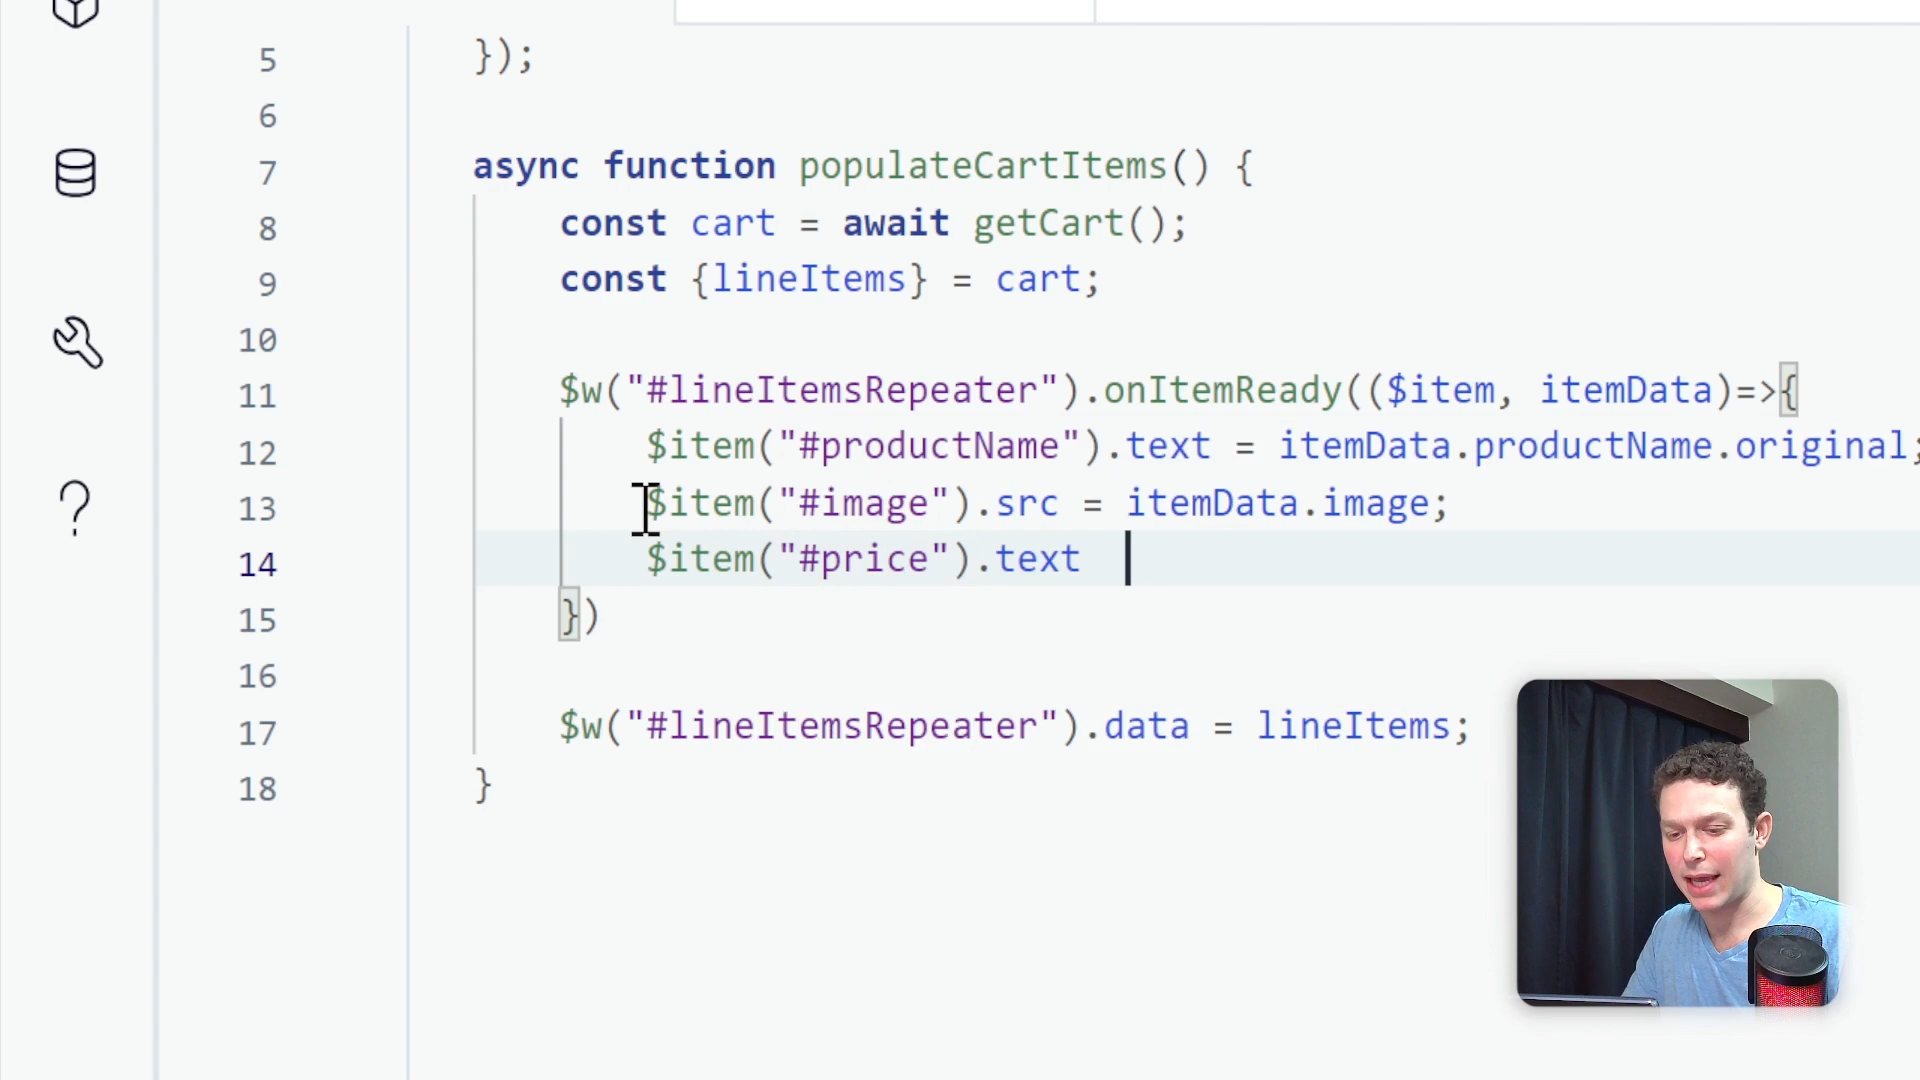 5 });
6
7 async function populateCartItems() {
8 const cart = await getCart();
9 const {lineItems} = cart;
10
11 $w("#lineItemsRepeater").onItemReady(($item, itemData)=>{
12 $item("#productName").text = itemData.productName.original;
13 $item("#image").src = itemData.image;
14 $item("#price").text
15 })
16
17 $w("#lineItemsRepeater").data = lineItems;
18 }